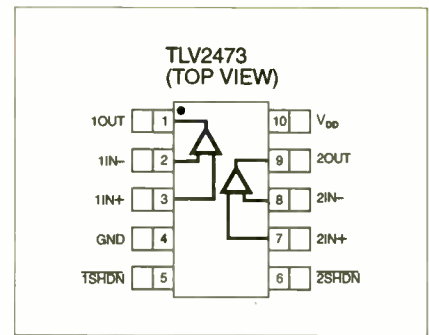 TLV2473
(TOP VIEW)
1OUT 1 10 VDD
1IN– 2 9 2OUT
1IN+ 3 8 2IN–
GND 4 7 2IN+
1SHDN 5 6 2SHDN